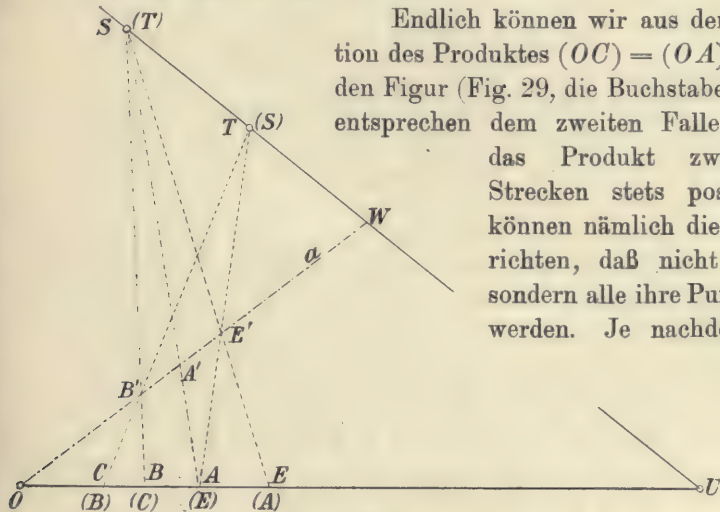 Endlich können wir aus der
tion des Produktes (OC) = (OA)
den Figur (Fig. 29, die Buchstabe
entsprechen dem zweiten Falle
das Produkt zw
Strecken stets pos
können nämlich die
richten, daß nicht
sondern alle ihre Pu
werden. Je nachde
S (T)
T (S)
W
a
E'
A'
B'
C B A E
O (B) (C) (E) (A) U